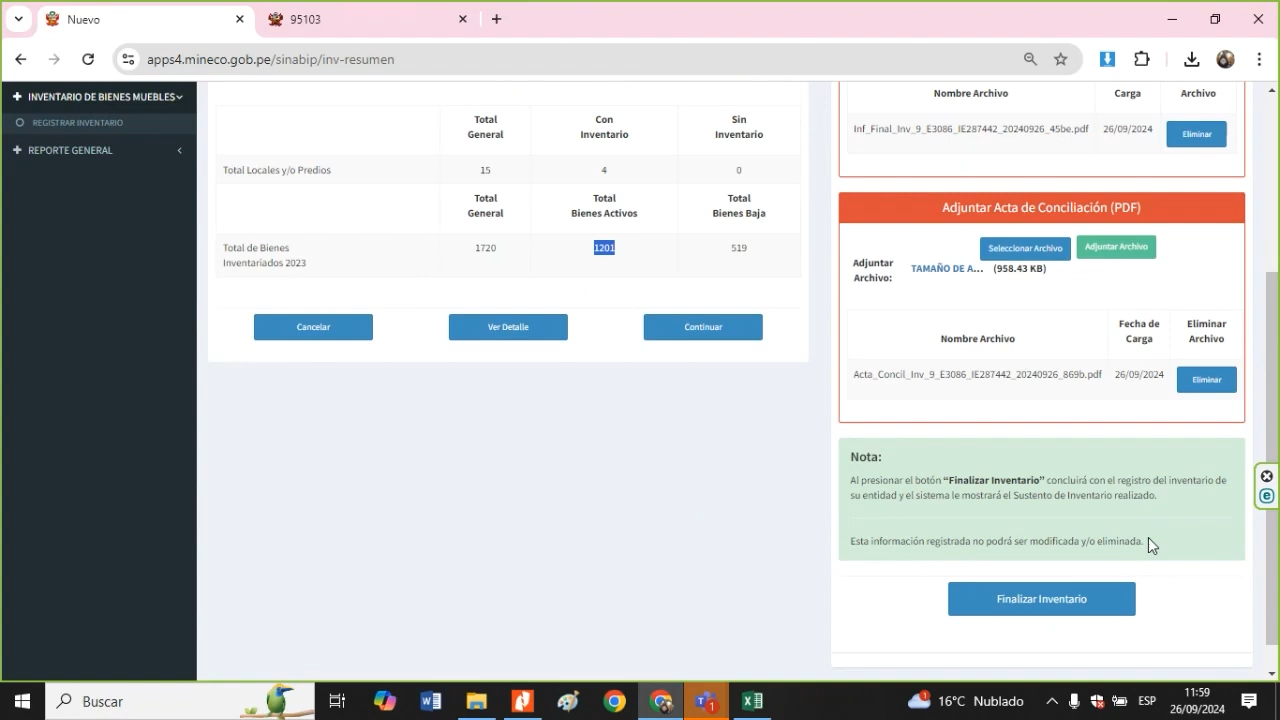 Nuevo
95103
apps4.mineco.gob.pe/sinabip/inv-resumen
INVENTARIO DE BIENES MUEBLES
REGISTRAR INVENTARIO
REPORTE GENERAL
Total General
Con Inventario
Sin Inventario
Total Locales y/o Predios
15
4
0
Total General
Total Bienes Activos
Total Bienes Baja
Total de Bienes Inventariados 2023
1720
1201
519
Cancelar
Ver Detalle
Continuar
Nombre Archivo
Carga
Archivo
Inf_Final_Inv_9_E3086_IE287442_20240926_45be.pdf
26/09/2024
Eliminar
Adjuntar Acta de Conciliación (PDF)
Adjuntar Archivo:
Seleccionar Archivo
Adjuntar Archivo
TAMAÑO DE A... (958.43 KB)
Nombre Archivo
Fecha de Carga
Eliminar Archivo
Acta_Concil_Inv_9_E3086_IE287442_20240926_869b.pdf
26/09/2024
Eliminar
Nota:
Al presionar el botón “Finalizar Inventario” concluirá con el registro del inventario de
su entidad y el sistema le mostrará el Sustento de Inventario realizado.
Esta información registrada no podrá ser modificada y/o eliminada.
Finalizar Inventario
Buscar
16°C Nublado
ESP
11:59
26/09/2024